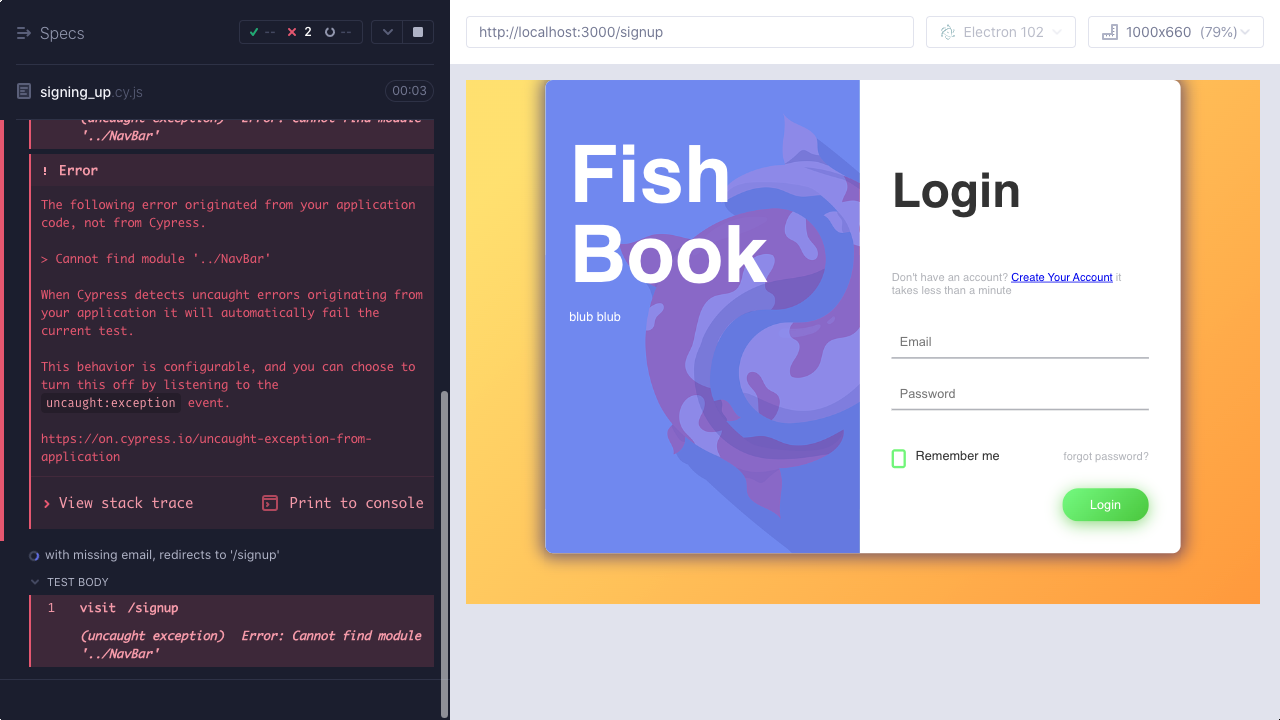 Specs
--
2
--
signing_up.cy.js
00:03
(uncaught exception) Error: Cannot find module
'../NavBar'
! Error
The following error originated from your application
code, not from Cypress.
> Cannot find module '../NavBar'
When Cypress detects uncaught errors originating from
your application it will automatically fail the
current test.
This behavior is configurable, and you can choose to
turn this off by listening to the
uncaught:exception event.
https://on.cypress.io/uncaught-exception-from-
application
View stack trace
Print to console
with missing email, redirects to '/signup'
TEST BODY
1 visit /signup
(uncaught exception) Error: Cannot find module
'../NavBar'
http://localhost:3000/signup
Electron 102
1000x660 (79%)
Fish
Book
blub blub
Login
Don't have an account? Create Your Account it
takes less than a minute
Email
Password
Remember me
forgot password?
Login